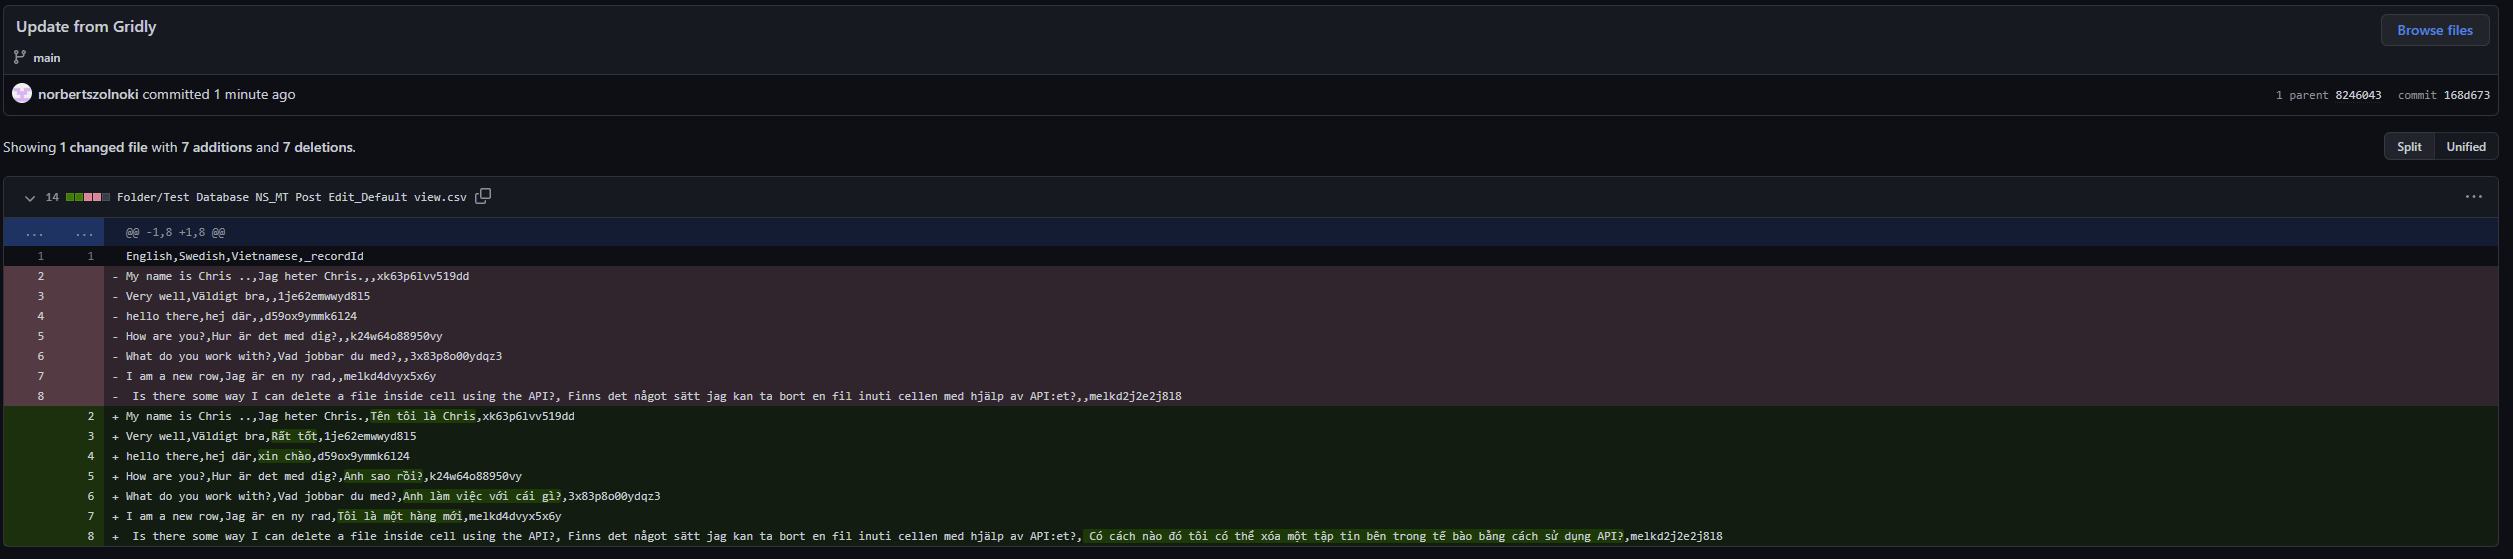 Update from Gridly
Browse files
main
norbertszolnoki committed 1 minute ago
1 parent 8246043 commit 168d673
Showing 1 changed file with 7 additions and 7 deletions.
Split Unified
14 Folder/Test Database NS_MT Post Edit_Default view.csv
... ... @@ -1,8 +1,8 @@
1 1 English,Swedish,Vietnamese,_recordId
2 - My name is Chris ..,Jag heter Chris.,,xk63p6lvv519dd
3 - Very well,Väldigt bra,,1je62emwwyd8l5
4 - hello there,hej där,,d59ox9ymmk6l24
5 - How are you?,Hur är det med dig?,,k24w64o88950vy
6 - What do you work with?,Vad jobbar du med?,,3x83p8o00ydqz3
7 - I am a new row,Jag är en ny rad,,melkd4dvyx5x6y
8 - Is there some way I can delete a file inside cell using the API?, Finns det något sätt jag kan ta bort en fil inuti cellen med hjälp av API:et?,,melkd2j2e2j8l8
2 + My name is Chris ..,Jag heter Chris.,Tên tôi là Chris,xk63p6lvv519dd
3 + Very well,Väldigt bra,Rất tốt,1je62emwwyd8l5
4 + hello there,hej där,xin chào,d59ox9ymmk6l24
5 + How are you?,Hur är det med dig?,Anh sao rồi?,k24w64o88950vy
6 + What do you work with?,Vad jobbar du med?,Anh làm việc với cái gì?,3x83p8o00ydqz3
7 + I am a new row,Jag är en ny rad,Tôi là một hàng mới,melkd4dvyx5x6y
8 + Is there some way I can delete a file inside cell using the API?, Finns det något sätt jag kan ta bort en fil inuti cellen med hjälp av API:et?, Có cách nào đó tôi có thể xóa một tập tin bên trong tế bào bằng cách sử dụng API?,melkd2j2e2j8l8